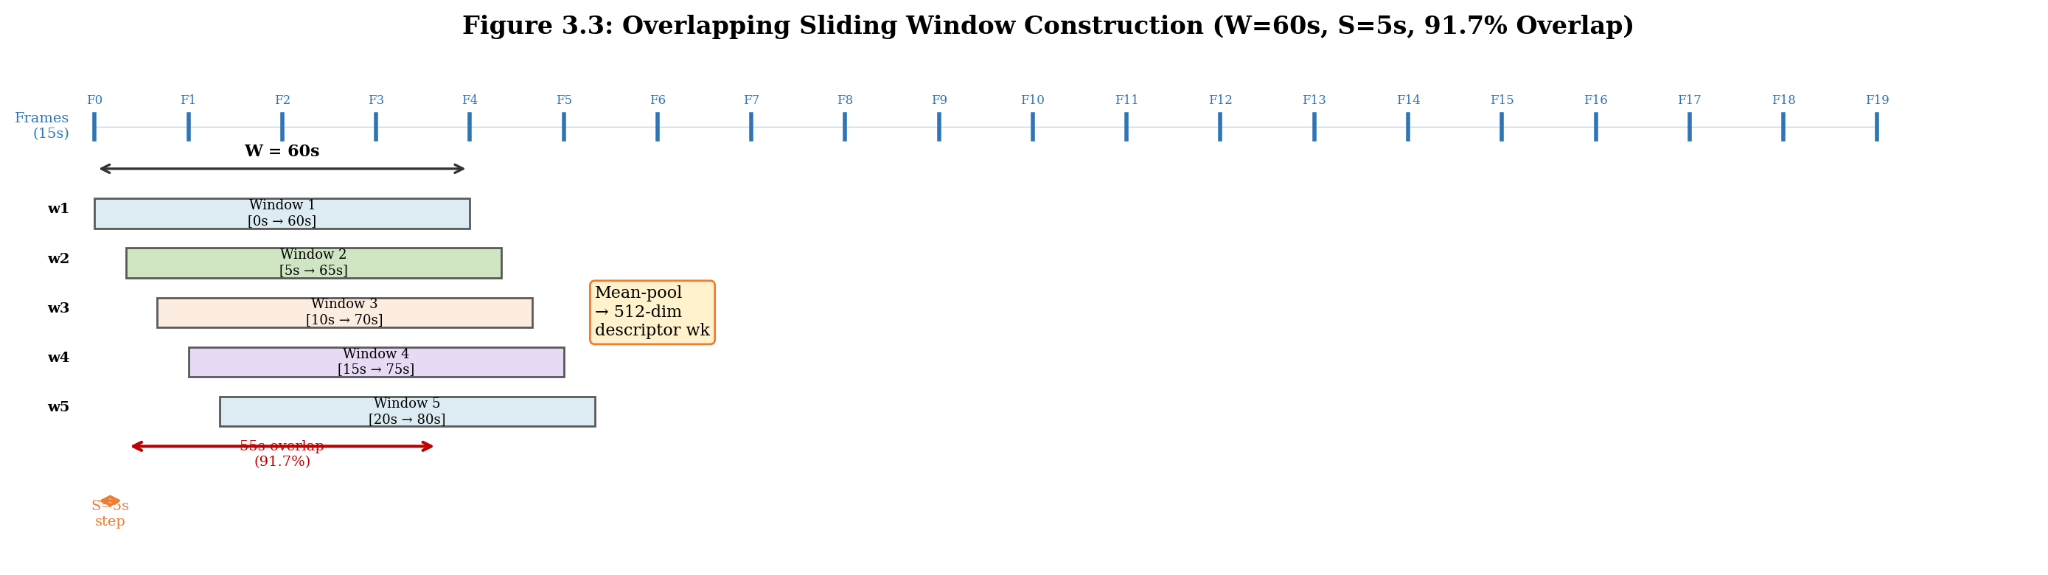 Figure 3.3: Overlapping Sliding Window Construction (W=60s, S=5s, 91.7% Overlap)
F0 F1 F2 F3 F4 F5 F6 F7 F8 F9 F10 F11 F12 F13 F14 F15 F16 F17 F18 F19
Frames
(15s)
W = 60s
w1
Window 1
[0s → 60s]
w2
Window 2
[5s → 65s]
w3
Window 3
[10s → 70s]
Mean-pool
→ 512-dim
descriptor wk
w4
Window 4
[15s → 75s]
w5
Window 5
[20s → 80s]
55s overlap
(91.7%)
S=5s
step